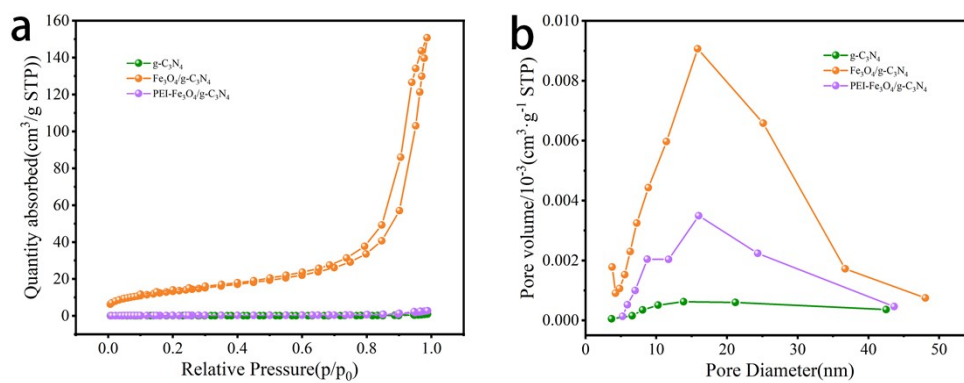 a
160
140
120
100
80
60
40
20
0
Quantity absorbed(cm³/g STP))
g-C₃N₄
Fe₃O₄/g-C₃N₄
PEI-Fe₃O₄/g-C₃N₄
0.0 0.2 0.4 0.6 0.8 1.0
Relative Pressure(p/p₀)
b
0.010
0.008
0.006
0.004
0.002
0.000
Pore volume/10⁻³(cm³·g⁻¹ STP)
g-C₃N₄
Fe₃O₄/g-C₃N₄
PEI-Fe₃O₄/g-C₃N₄
0 10 20 30 40 50
Pore Diameter(nm)